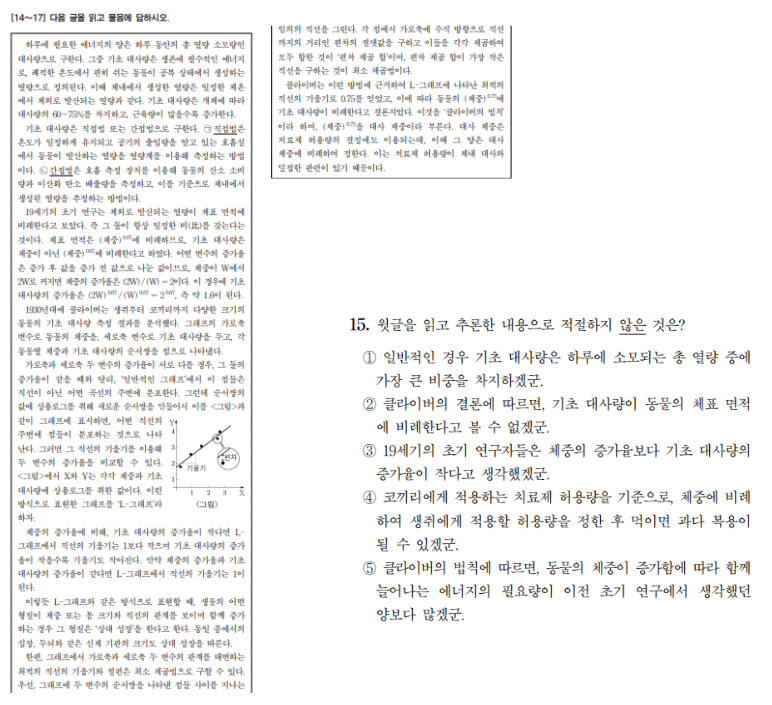 [14~17] 다음 글을 읽고 물음에 답하시오.
하루에 필요한 에너지의 양은 하루 동안의 총 열량 소모량인
대사량으로 구한다. 그중 기초 대사량은 생존에 필수적인 에너지
로, 쾌적한 온도에서 편히 쉬는 동물이 공복 상태에서 생성하는
열량으로 정의된다. 이때 체내에서 생성한 열량은 일정한 체온
에서 체외로 발산되는 열량과 같다. 기초 대사량은 개체에 따라
대사량의 60~75%를 차지하고, 근육량이 많을수록 증가한다.
기초 대사량은 직접법 또는 간접법으로 구한다. ㉠직접법은
온도가 일정하게 유지되고 공기의 출입량을 알고 있는 호흡실
에서 동물이 발산하는 열량을 열량계를 이용해 측정하는 방법
이다. ㉡간접법은 호흡 측정 장치를 이용해 동물의 산소 소비
량과 이산화 탄소 배출량을 측정하고, 이를 기준으로 체내에서
생성된 열량을 추정하는 방법이다.
19세기의 초기 연구는 체외로 발산되는 열량이 체표 면적에
비례한다고 보았다. 즉 그 둘이 항상 일정한 비(比)를 갖는다는
것이다. 체표 면적은 (체중)^0.67에 비례하므로, 기초 대사량은
체중이 아닌 (체중)^0.67에 비례한다고 하였다. 어떤 변수의 증가율
은 증가 후 값을 증가 전 값으로 나눈 값이므로, 체중이 W에서
2W로 커지면 체중의 증가율은 (2W)/(W)=2이다. 이 경우에 기초
대사량의 증가율은 (2W)^0.67/(W)^0.67=2^0.67, 즉 약 1.6이 된다.
1930년대에 클라이버는 생쥐부터 코끼리까지 다양한 크기의
동물의 기초 대사량 측정 결과를 분석했다. 그래프의 가로축
변수로 동물의 체중을, 세로축 변수로 기초 대사량을 두고, 각
동물별 체중과 기초 대사량의 순서쌍을 점으로 나타냈다.
가로축과 세로축 두 변수의 증가율이 서로 다를 경우, 그 둘의
증가율이 같을 때와 달리, '일반적인 그래프'에서 이 점들은
직선이 아닌 어떤 곡선의 주변에 분포한다. 그런데 순서쌍의
값에 상용로그를 취해 새로운 순서쌍을 만들어서 이를 <그림>과
같이 그래프에 표시하면, 어떤 직선의
주변에 점들이 분포하는 것으로 나타
난다. 그러면 그 직선의 기울기를 이용해
두 변수의 증가율을 비교할 수 있다.
<그림>에서 X와 Y는 각각 체중과 기초
대사량에 상용로그를 취한 값이다. 이런
방식으로 표현한 그래프를 'L-그래프'라
하자.
Y
4
3
2
1
편차
기울기
1 2 3 X
<그림>
체중의 증가율에 비해, 기초 대사량의 증가율이 작다면 L-
그래프에서 직선의 기울기는 1보다 작으며 기초 대사량의 증가
율이 작을수록 기울기도 작아진다. 만약 체중의 증가율과 기초
대사량의 증가율이 같다면 L-그래프에서 직선의 기울기는 1이
된다.
이렇듯 L-그래프와 같은 방식으로 표현할 때, 생물의 어떤
형질이 체중 또는 몸 크기와 직선의 관계를 보이며 함께 증가
하는 경우 그 형질은 '상대 성장'을 한다고 한다. 동일 종에서의
심장, 두뇌와 같은 신체 기관의 크기도 상대 성장을 따른다.
한편, 그래프에서 가로축과 세로축 두 변수의 관계를 대변하는
최적의 직선의 기울기와 절편은 최소 제곱법으로 구할 수 있다.
우선, 그래프에 두 변수의 순서쌍을 나타낸 점들 사이를 지나는
임의의 직선을 그린다. 각 점에서 가로축에 수직 방향으로 직선
까지의 거리인 편차의 절댓값을 구하고 이들을 각각 제곱하여
모두 합한 것이 '편차 제곱 합'이며, 편차 제곱 합이 가장 작은
직선을 구하는 것이 최소 제곱법이다.
클라이버는 이런 방법에 근거하여 L-그래프에 나타난 최적의
직선의 기울기로 0.75를 얻었고, 이에 따라 동물의 (체중)^0.75에
기초 대사량이 비례한다고 결론지었다. 이것을 '클라이버의 법칙'
이라 하며, (체중)^0.75을 대사 체중이라 부른다. 대사 체중은
치료제 허용량의 결정에도 이용되는데, 이때 그 양은 대사
체중에 비례하여 정한다. 이는 치료제 허용량이 체내 대사와
밀접한 관련이 있기 때문이다.
15. 윗글을 읽고 추론한 내용으로 적절하지 않은 것은?
① 일반적인 경우 기초 대사량은 하루에 소모되는 총 열량 중에
가장 큰 비중을 차지하겠군.
② 클라이버의 결론에 따르면, 기초 대사량이 동물의 체표 면적
에 비례한다고 볼 수 없겠군.
③ 19세기의 초기 연구자들은 체중의 증가율보다 기초 대사량의
증가율이 작다고 생각했겠군.
④ 코끼리에게 적용하는 치료제 허용량을 기준으로, 체중에 비례
하여 생쥐에게 적용할 허용량을 정한 후 먹이면 과다 복용이
될 수 있겠군.
⑤ 클라이버의 법칙에 따르면, 동물의 체중이 증가함에 따라 함께
늘어나는 에너지의 필요량이 이전 초기 연구에서 생각했던
양보다 많겠군.